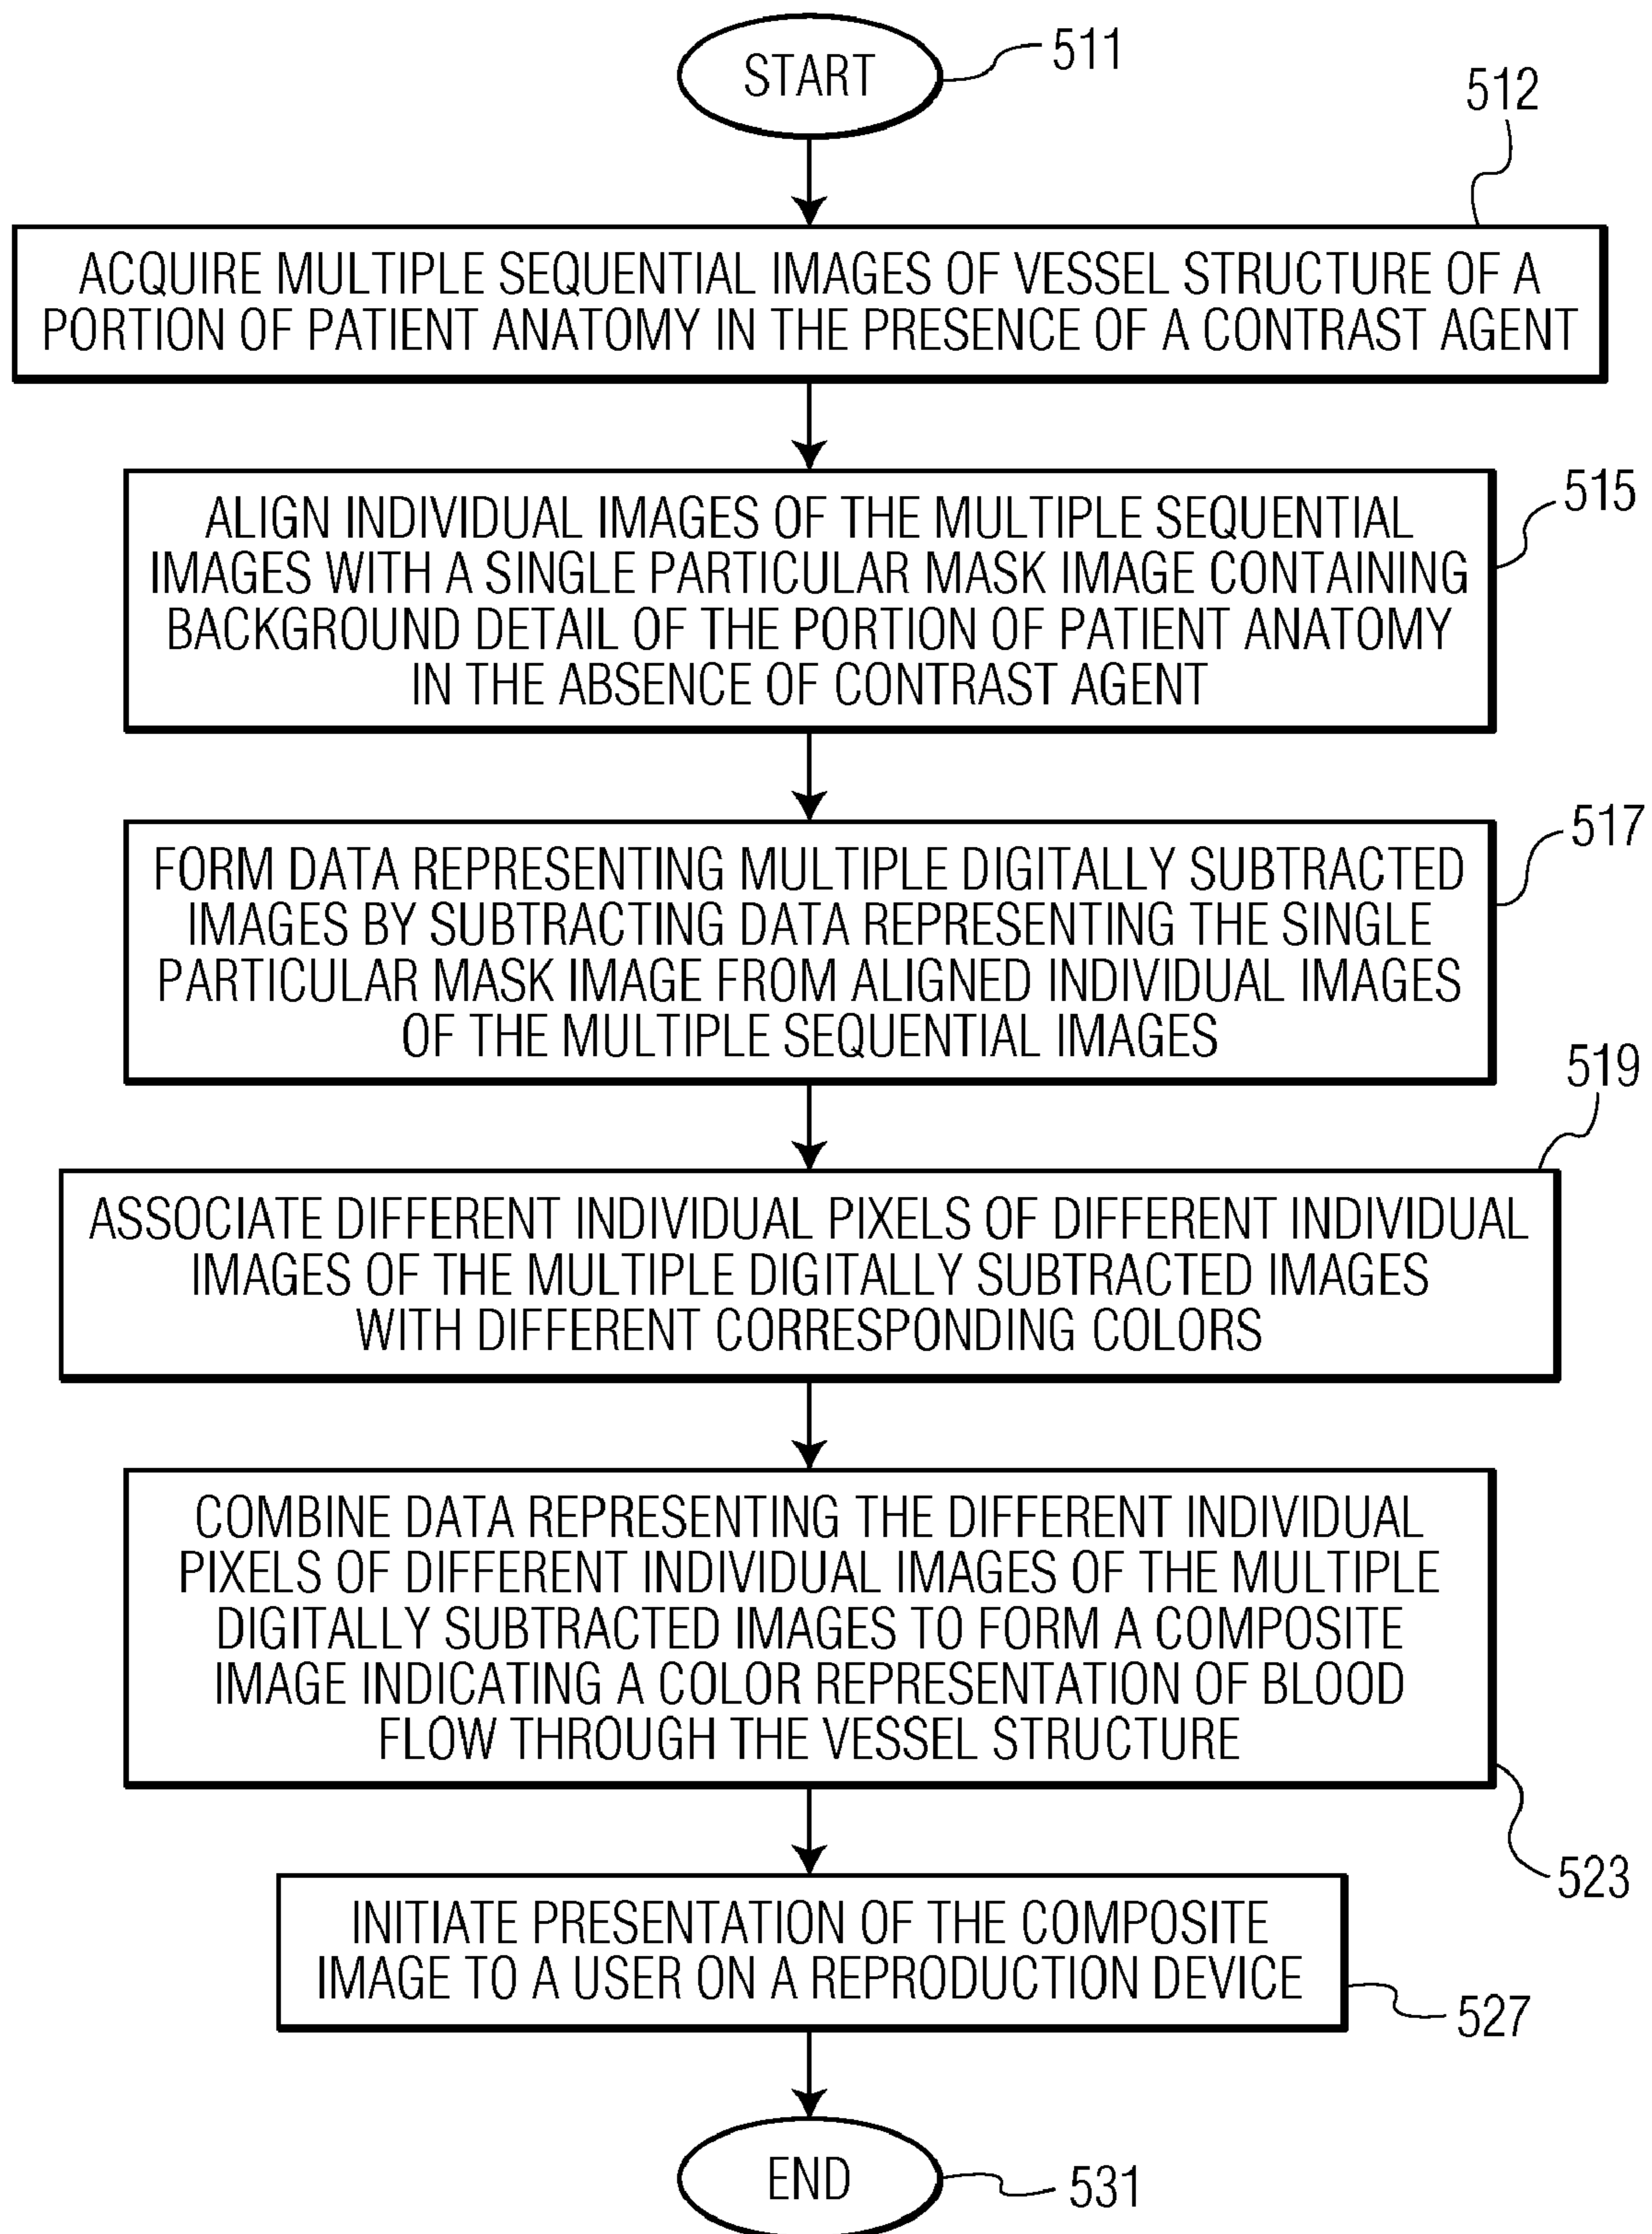 START
511
512
ACQUIRE MULTIPLE SEQUENTIAL IMAGES OF VESSEL STRUCTURE OF A
PORTION OF PATIENT ANATOMY IN THE PRESENCE OF A CONTRAST AGENT
515
ALIGN INDIVIDUAL IMAGES OF THE MULTIPLE SEQUENTIAL
IMAGES WITH A SINGLE PARTICULAR MASK IMAGE CONTAINING
BACKGROUND DETAIL OF THE PORTION OF PATIENT ANATOMY
IN THE ABSENCE OF CONTRAST AGENT
517
FORM DATA REPRESENTING MULTIPLE DIGITALLY SUBTRACTED
IMAGES BY SUBTRACTING DATA REPRESENTING THE SINGLE
PARTICULAR MASK IMAGE FROM ALIGNED INDIVIDUAL IMAGES
OF THE MULTIPLE SEQUENTIAL IMAGES
519
ASSOCIATE DIFFERENT INDIVIDUAL PIXELS OF DIFFERENT INDIVIDUAL
IMAGES OF THE MULTIPLE DIGITALLY SUBTRACTED IMAGES
WITH DIFFERENT CORRESPONDING COLORS
COMBINE DATA REPRESENTING THE DIFFERENT INDIVIDUAL
PIXELS OF DIFFERENT INDIVIDUAL IMAGES OF THE MULTIPLE
DIGITALLY SUBTRACTED IMAGES TO FORM A COMPOSITE
IMAGE INDICATING A COLOR REPRESENTATION OF BLOOD
FLOW THROUGH THE VESSEL STRUCTURE
523
INITIATE PRESENTATION OF THE COMPOSITE
IMAGE TO A USER ON A REPRODUCTION DEVICE
527
END
531